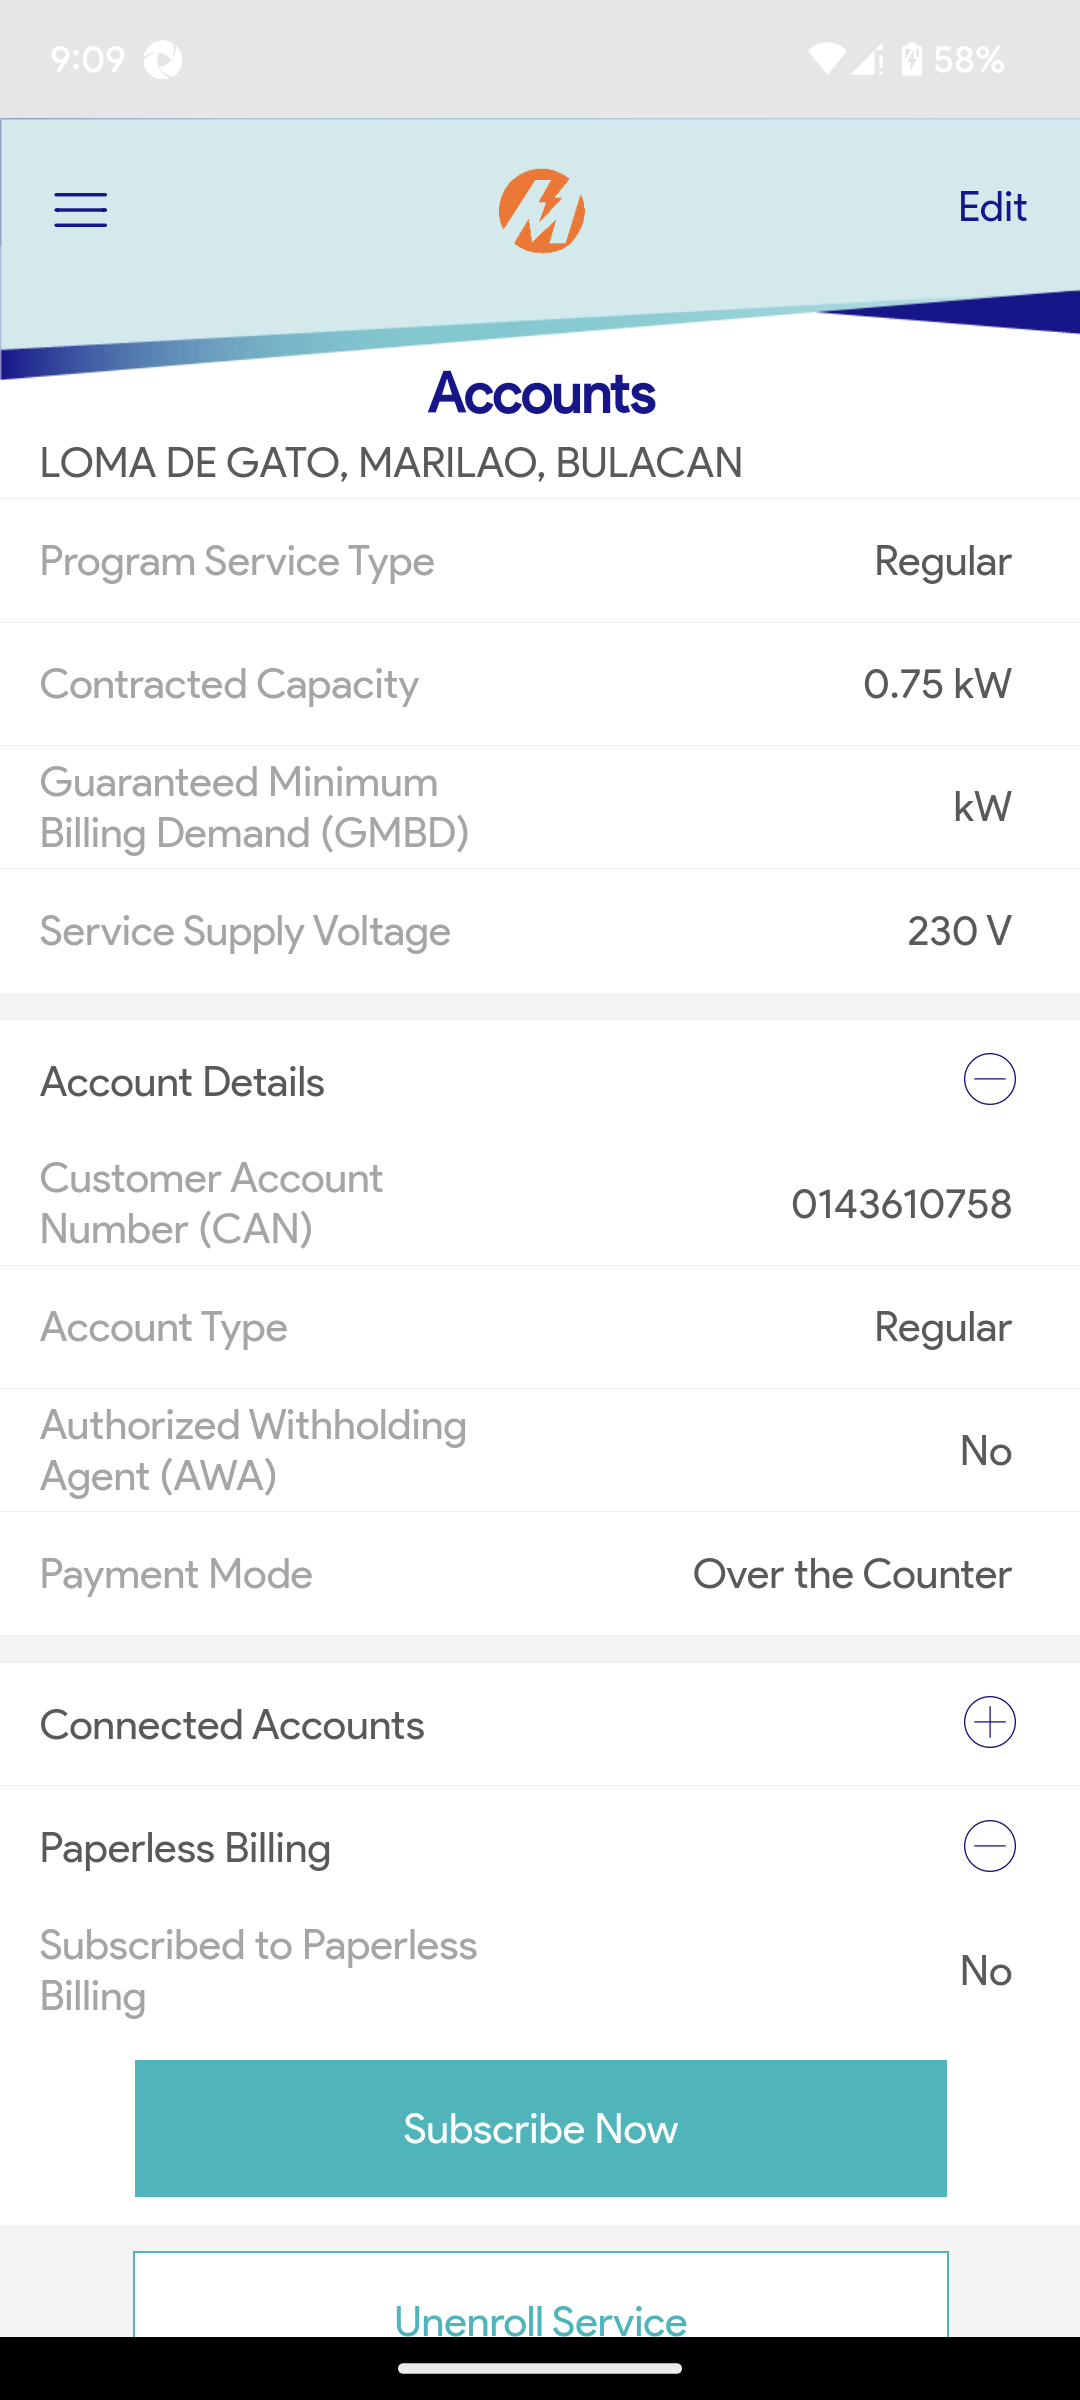 9:09
58%
Edit
Accounts
LOMA DE GATO, MARILAO, BULACAN
Program Service Type
Regular
Contracted Capacity
0.75 kW
Guaranteed Minimum
Billing Demand (GMBD)
kW
Service Supply Voltage
230 V
Account Details
Customer Account
Number (CAN)
0143610758
Account Type
Regular
Authorized Withholding
Agent (AWA)
No
Payment Mode
Over the Counter
Connected Accounts
Paperless Billing
Subscribed to Paperless
Billing
No
Subscribe Now
Unenroll Service